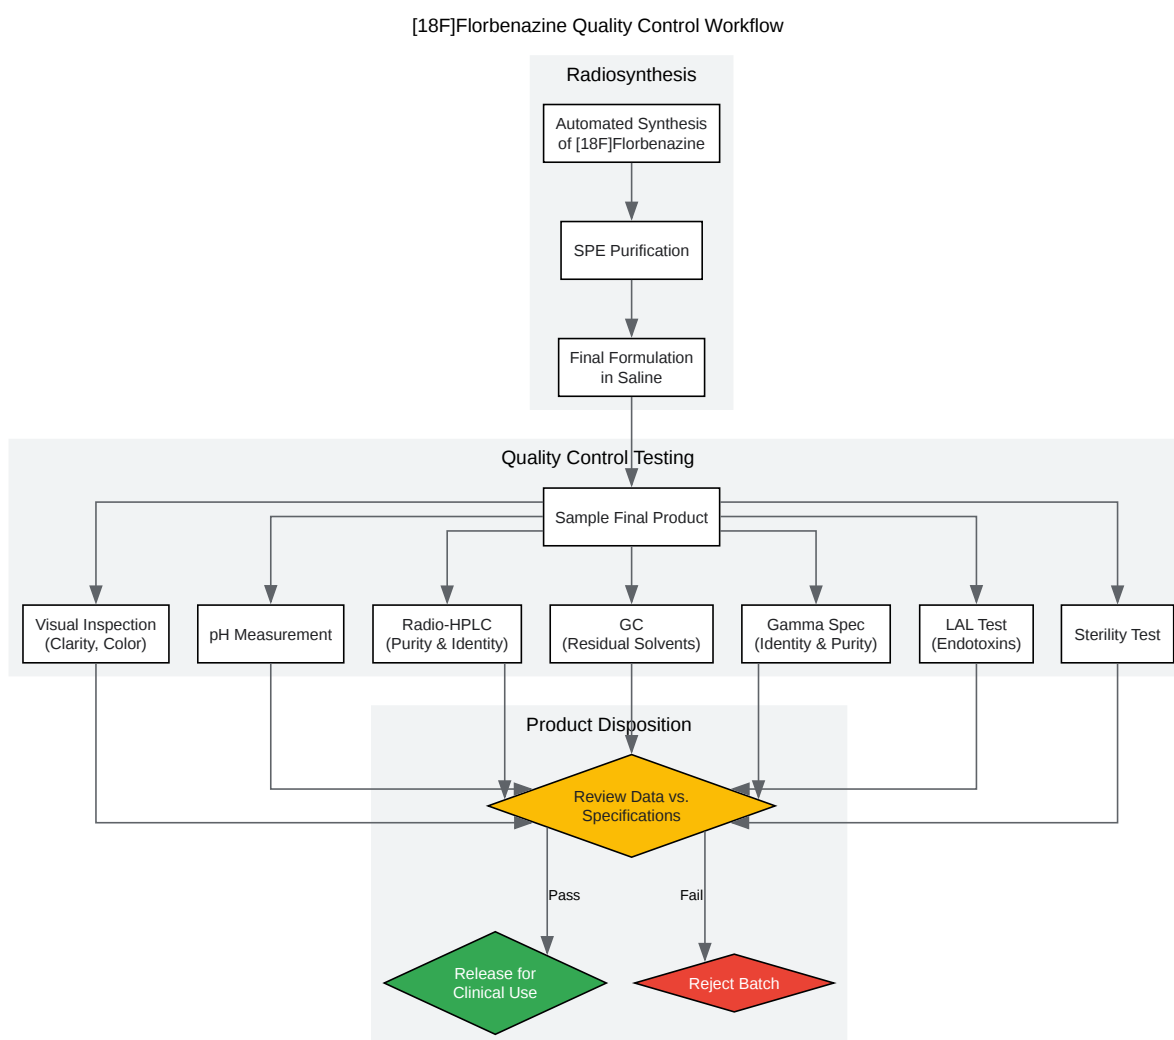 [18F]Florbenazine Quality Control Workflow
Radiosynthesis
Automated Synthesis
of [18F]Florbenazine
SPE Purification
Final Formulation
in Saline
Quality Control Testing
Sample Final Product
Visual Inspection
(Clarity, Color)
pH Measurement
Radio-HPLC
(Purity & Identity)
GC
(Residual Solvents)
Gamma Spec
(Identity & Purity)
LAL Test
(Endotoxins)
Sterility Test
Product Disposition
Review Data vs.
Specifications
Pass
Fail
Release for
Clinical Use
Reject Batch